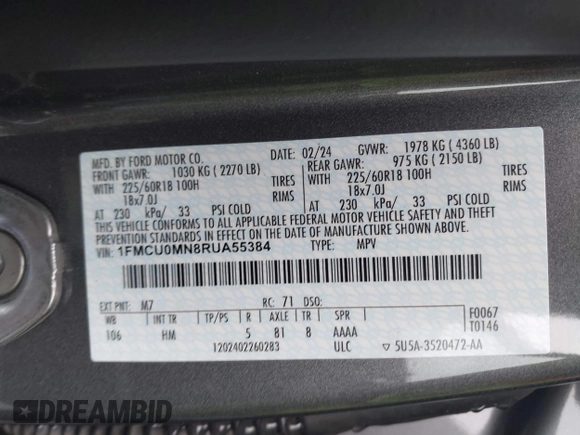 MFD. BY FORD MOTOR CO.
DATE: 02/24 GVWR: 1978 KG ( 4360 LB)
FRONT GAWR: 1030 KG ( 2270 LB)
REAR GAWR: 975 KG ( 2150 LB)
WITH 225/60R18 100H TIRES
WITH 225/60R18 100H TIRES
18x7.0J RIMS
18x7.0J RIMS
AT 230 kPa/ 33 PSI COLD
AT 230 kPa/ 33 PSI COLD
THIS VEHICLE CONFORMS TO ALL APPLICABLE FEDERAL MOTOR VEHICLE SAFETY AND THEFT
PREVENTION STANDARDS IN EFFECT ON THE DATE OF MANUFACTURE SHOWN ABOVE.
VIN: 1FMCU0MN8RUA55384 TYPE: MPV
EXT PNT: M7 RC: 71 DSO: F0067
WB INT TR TP/PS R AXLE TR SPR T0146
106 HM 5 81 8 AAAA
1202402260283 ULC ▽ 5U5A-3520472-AA
DREAMBID